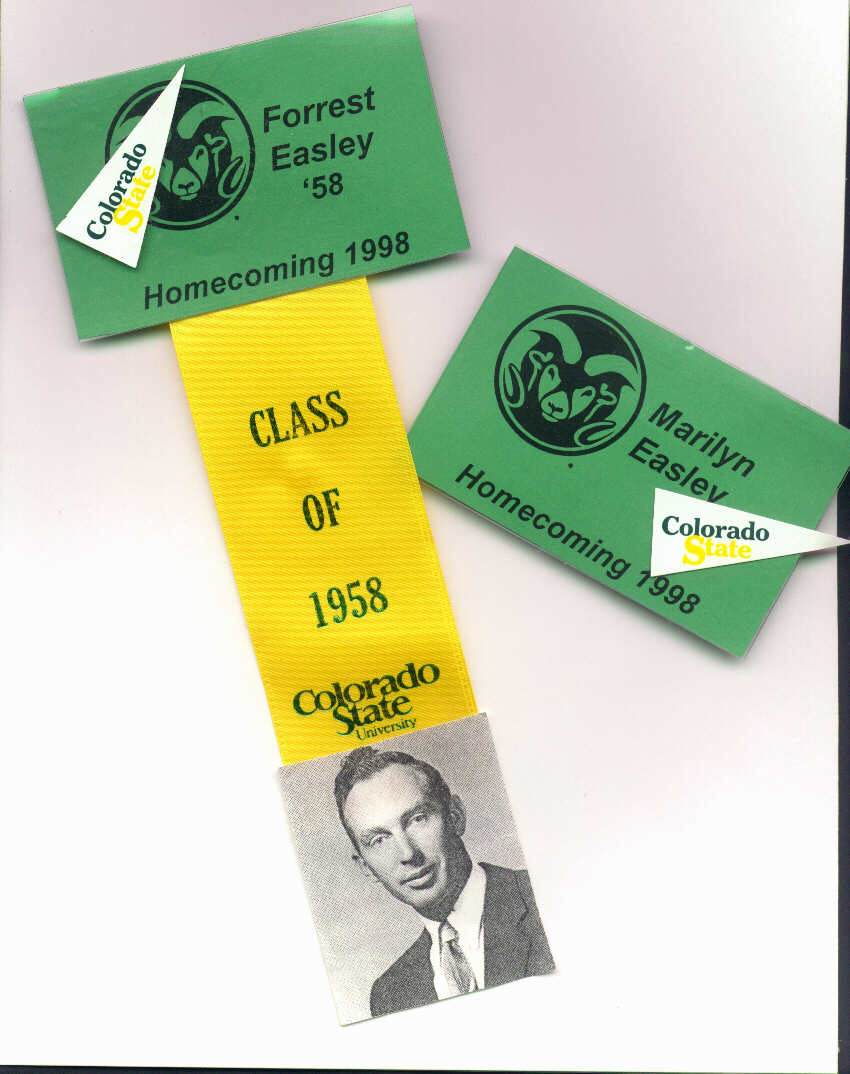 Forrest
Easley
‘58
Colorado
State
Homecoming 1998
CLASS
OF
1958
Colorado
State
University
Marilyn
Easley
Homecoming 1998
Colorado
State